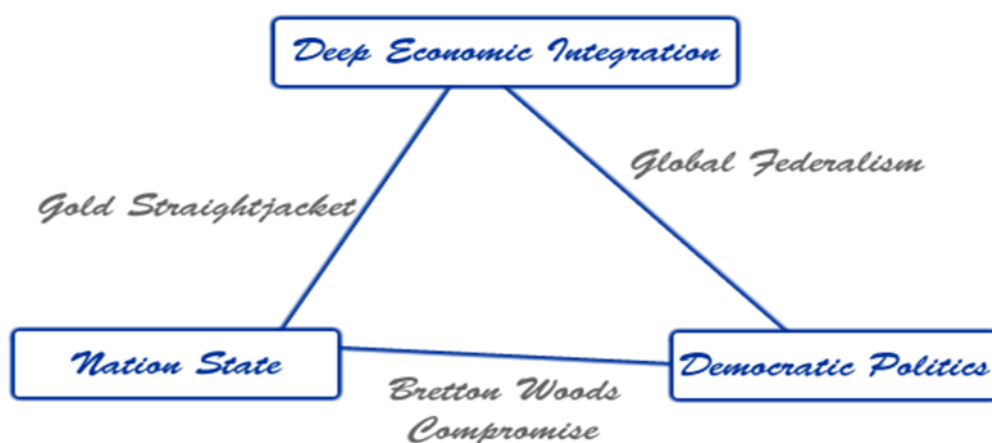 Deep Economic Integration
Global Federalism
Gold Straightjacket
Nation State
Democratic Politics
Bretton Woods
Compromise